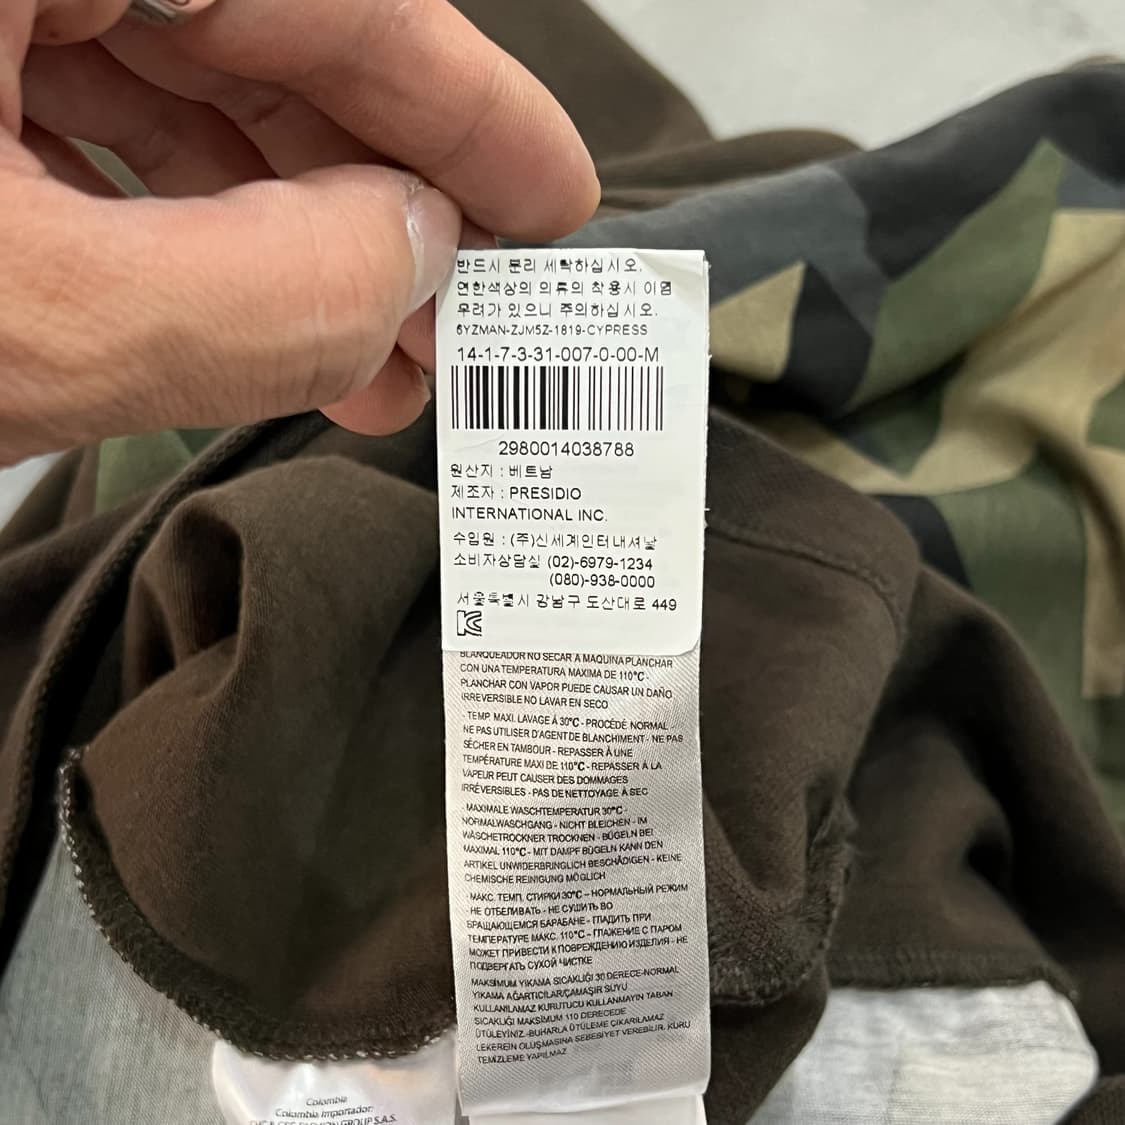 반드시 분리 세탁하십시오.
연한색상의 의류의 착용시 이염
우려가 있으니 주의하십시오.
6YZMAN-ZJM5Z-1819-CYPRESS
14-1-7-3-31-007-0-00-M
2980014038788
원산지 : 베트남
제조자 : PRESIDIO
INTERNATIONAL INC.
수입원 : (주)신세계인터내셔날
소비자상담실 (02)-6979-1234
(080)-938-0000
서울특별시 강남구 도산대로 449
BLANQUEADOR NO SECAR A MAQUINA PLANCHAR
CON UNA TEMPERATURA MAXIMA DE 110°C -
PLANCHAR CON VAPOR PUEDE CAUSAR UN DAÑO
IRREVERSIBLE NO LAVAR EN SECO
- TEMP. MAXI. LAVAGE À 30°C - PROCÉDÉ NORMAL -
NE PAS UTILISER D'AGENT DE BLANCHIMENT - NE PAS
SÉCHER EN TAMBOUR - REPASSER À UNE
TEMPÉRATURE MAXI DE 110°C - REPASSER À LA
VAPEUR PEUT CAUSER DES DOMMAGES
IRRÉVERSIBLES - PAS DE NETTOYAGE À SEC
- MAXIMALE WASCHTEMPERATUR 30°C -
NORMALWASCHGANG - NICHT BLEICHEN - IM
WÄSCHETROCKNER TROCKNEN - BÜGELN BEI
MAXIMAL 110°C - MIT DAMPF BÜGELN KANN DEN
ARTIKEL UNWIDERBRINGLICH BESCHÄDIGEN - KEINE
CHEMISCHE REINIGUNG MÖGLICH
- МАКС. ТЕМП. СТИРКИ 30°C – НОРМАЛЬНЫЙ РЕЖИМ
- НЕ ОТБЕЛИВАТЬ - НЕ СУШИТЬ ВО
ВРАЩАЮЩЕМСЯ БАРАБАНЕ - ГЛАДИТЬ ПРИ
ТЕМПЕРАТУРЕ МАКС. 110°C – ГЛАЖЕНИЕ С ПАРОМ
МОЖЕТ ПРИВЕСТИ К ПОВРЕЖДЕНИЮ ИЗДЕЛИЯ - НЕ
ПОДВЕРГАТЬ СУХОЙ ЧИСТКЕ
MAKSİMUM YIKAMA SICAKLIĞI 30 DERECE-NORMAL
YIKAMA AĞARTICILAR/ÇAMAŞIR SUYU
KULLANILAMAZ KURUTUCU KULLANMAYIN TABAN
SICAKLIĞI MAKSİMUM 110 DERECEDE
ÜTÜLEYİNİZ.-BUHARLA ÜTÜLEME ÇIKARILAMAZ
LEKEREİN OLUŞMASINA SEBEBİYET VEREBİLİR. KURU
TEMİZLEME YAPILMAZ
Colombia
Colombia Importador:
FASHION GROUP S.A.S.